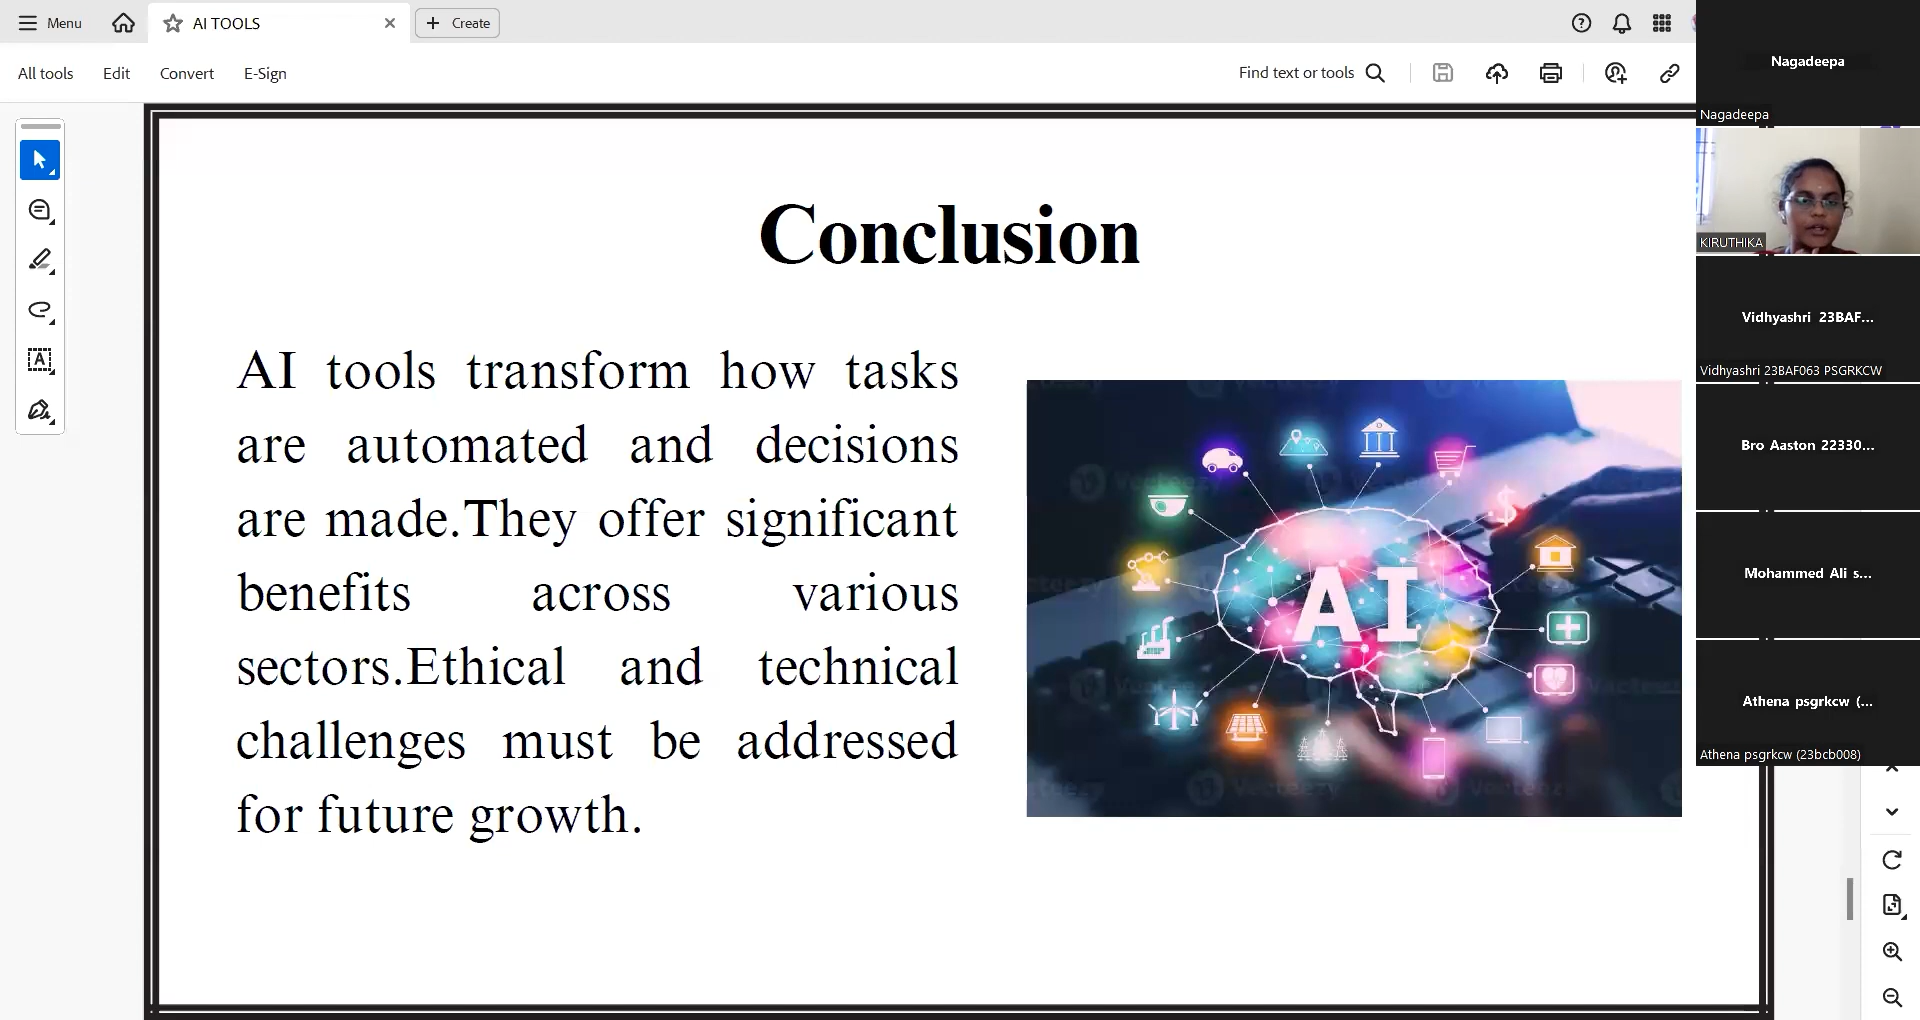 Menu
AI TOOLS
Create
All tools
Edit
Convert
E-Sign
Find text or tools
Conclusion
AI tools transform how tasks
are automated and decisions
are made.They offer significant
benefits across various
sectors.Ethical and technical
challenges must be addressed
for future growth.
AI
Vecteezy
Nagadeepa
Nagadeepa
KIRUTHIKA
Vidhyashri 23BAF...
Vidhyashri 23BAF063 PSGRKCW
Bro Aaston 22330...
Mohammed Ali s...
Athena psgrkcw (...
Athena psgrkcw (23bcb008)